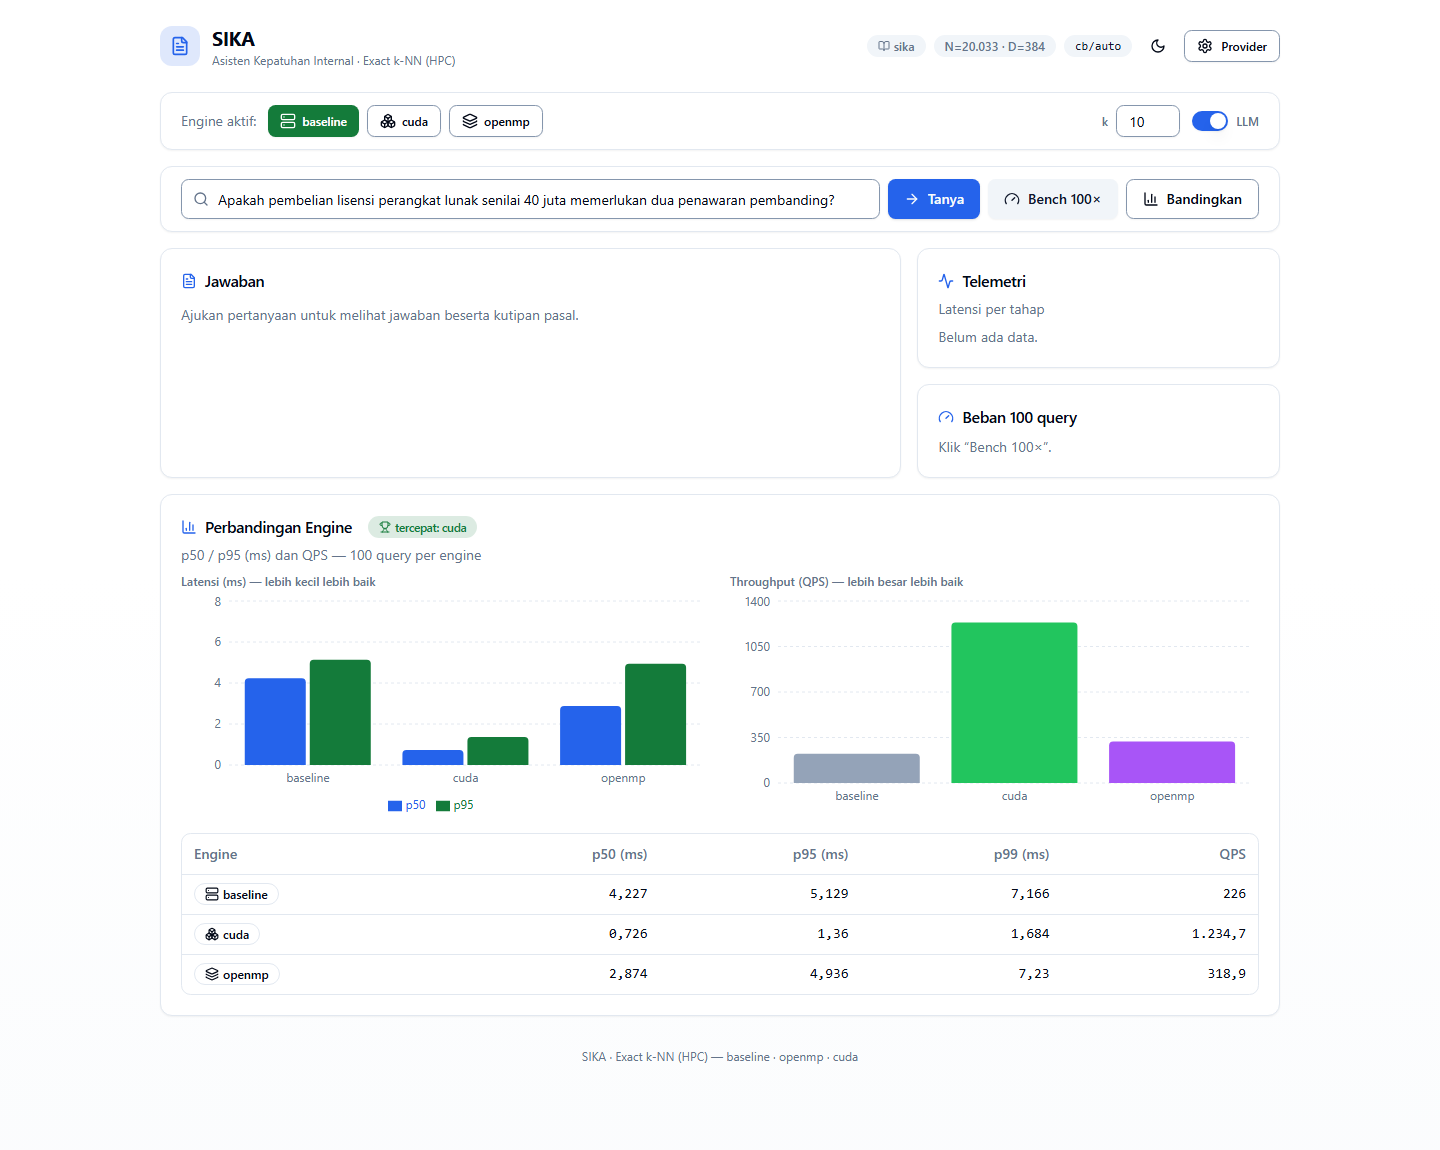 SIKA
Asisten Kepatuhan Internal · Exact k-NN (HPC)
sika
N=20.033 · D=384
cb/auto
Provider
Engine aktif:
baseline
cuda
openmp
k
10
LLM
Apakah pembelian lisensi perangkat lunak senilai 40 juta memerlukan dua penawaran pembanding?
Tanya
Bench 100×
Bandingkan
Jawaban
Ajukan pertanyaan untuk melihat jawaban beserta kutipan pasal.
Telemetri
Latensi per tahap
Belum ada data.
Beban 100 query
Klik “Bench 100×”.
Perbandingan Engine
tercepat: cuda
p50 / p95 (ms) dan QPS — 100 query per engine
Latensi (ms) — lebih kecil lebih baik
8
6
4
2
0
baseline
cuda
openmp
p50
p95
Throughput (QPS) — lebih besar lebih baik
1400
1050
700
350
0
baseline
cuda
openmp
Engine p50 (ms) p95 (ms) p99 (ms) QPS
baseline 4,227 5,129 7,166 226
cuda 0,726 1,36 1,684 1.234,7
openmp 2,874 4,936 7,23 318,9
SIKA · Exact k-NN (HPC) — baseline · openmp · cuda